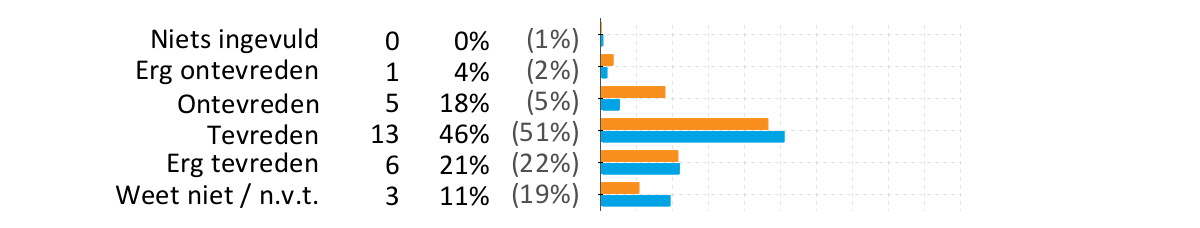 Niets ingevuld 0 0% (1%)
Erg ontevreden 1 4% (2%)
Ontevreden 5 18% (5%)
Tevreden 13 46% (51%)
Erg tevreden 6 21% (22%)
Weet niet / n.v.t. 3 11% (19%)